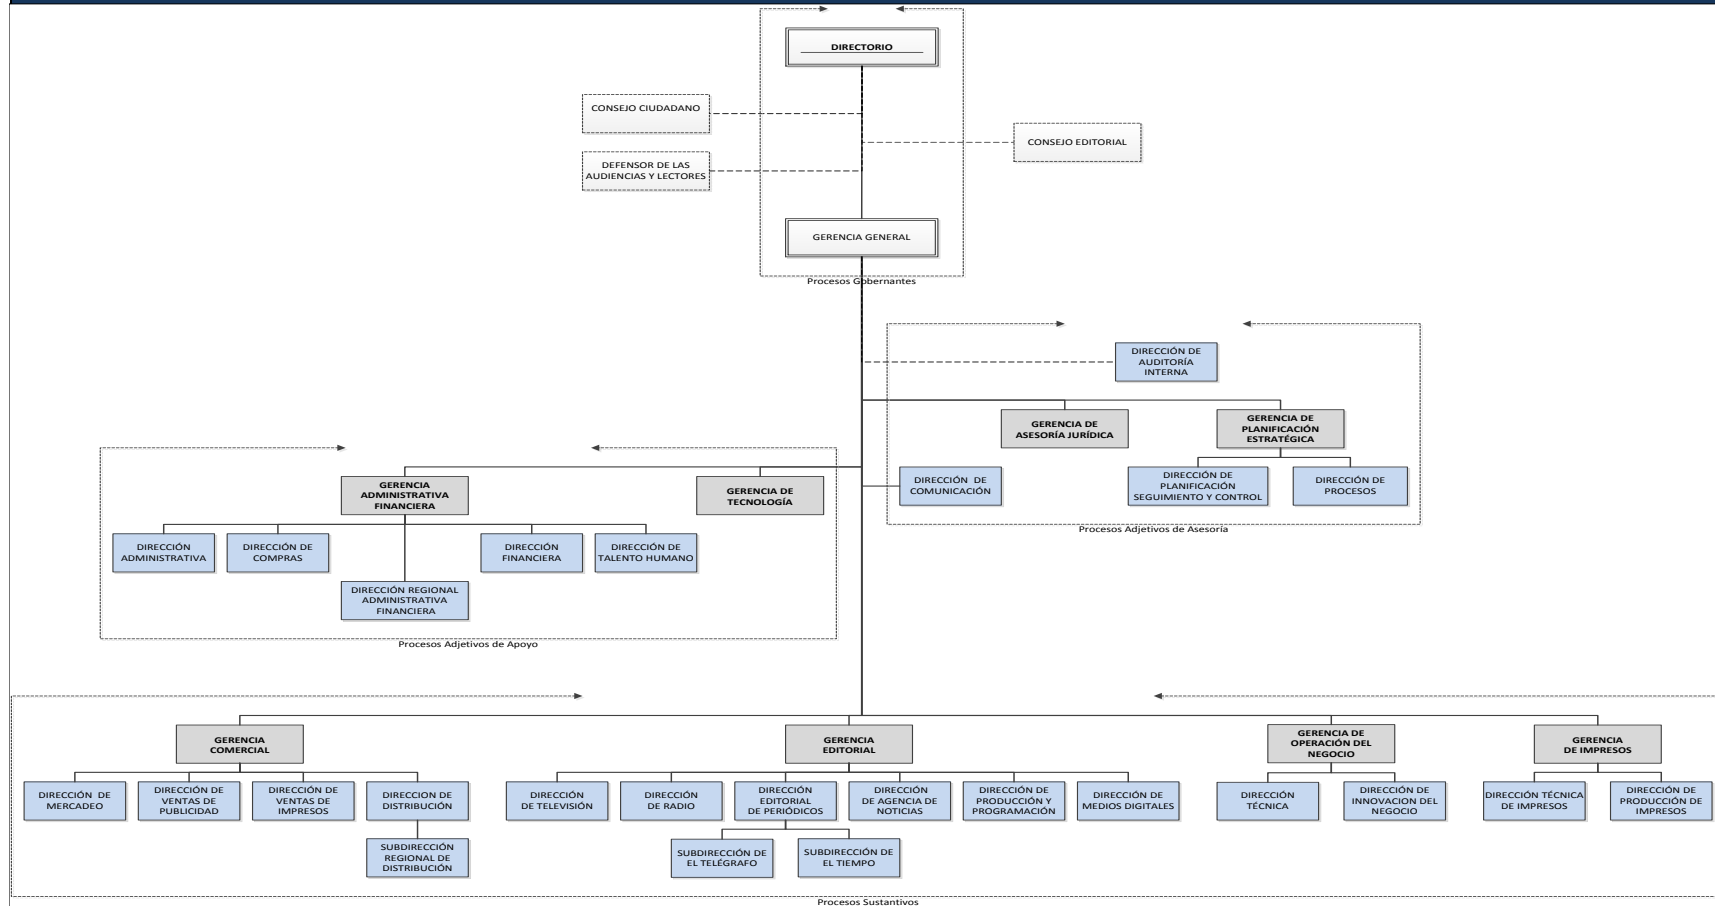 DIRECTORIO
CONSEJO CIUDADANO
CONSEJO EDITORIAL
DEFENSOR DE LAS
AUDIENCIAS Y LECTORES
GERENCIA GENERAL
Procesos Gobernantes
DIRECCIÓN DE
AUDITORÍA
INTERNA
GERENCIA DE
ASESORÍA JURÍDICA
GERENCIA DE
PLANIFICACIÓN
ESTRATÉGICA
DIRECCIÓN DE
COMUNICACIÓN
DIRECCIÓN DE
PLANIFICACIÓN
SEGUIMIENTO Y CONTROL
DIRECCIÓN DE
PROCESOS
Procesos Adjetivos de Asesoría
GERENCIA
ADMINISTRATIVA
FINANCIERA
GERENCIA DE
TECNOLOGÍA
DIRECCIÓN
ADMINISTRATIVA
DIRECCIÓN DE
COMPRAS
DIRECCIÓN
FINANCIERA
DIRECCIÓN DE
TALENTO HUMANO
DIRECCIÓN REGIONAL
ADMINISTRATIVA
FINANCIERA
Procesos Adjetivos de Apoyo
GERENCIA
COMERCIAL
GERENCIA
EDITORIAL
GERENCIA DE
OPERACIÓN DEL
NEGOCIO
GERENCIA
DE IMPRESOS
DIRECCIÓN DE
MERCADEO
DIRECCIÓN DE
VENTAS DE
PUBLICIDAD
DIRECCIÓN DE
VENTAS DE
IMPRESOS
DIRECCION DE
DISTRIBUCIÓN
DIRECCIÓN
DE TELEVISIÓN
DIRECCIÓN
DE RADIO
DIRECCIÓN
EDITORIAL
DE PERIÓDICOS
DIRECCIÓN
DE AGENCIA DE
NOTICIAS
DIRECCIÓN DE
PRODUCCIÓN Y
PROGRAMACIÓN
DIRECCIÓN DE
MEDIOS DIGITALES
DIRECCIÓN
TÉCNICA
DIRECCIÓN DE
INNOVACION DEL
NEGOCIO
DIRECCIÓN TÉCNICA
DE IMPRESOS
DIRECCIÓN DE
PRODUCCIÓN DE
IMPRESOS
SUBDIRECCIÓN
REGIONAL DE
DISTRIBUCIÓN
SUBDIRECCIÓN DE
EL TELÉGRAFO
SUBDIRECCIÓN DE
EL TIEMPO
Procesos Sustantivos